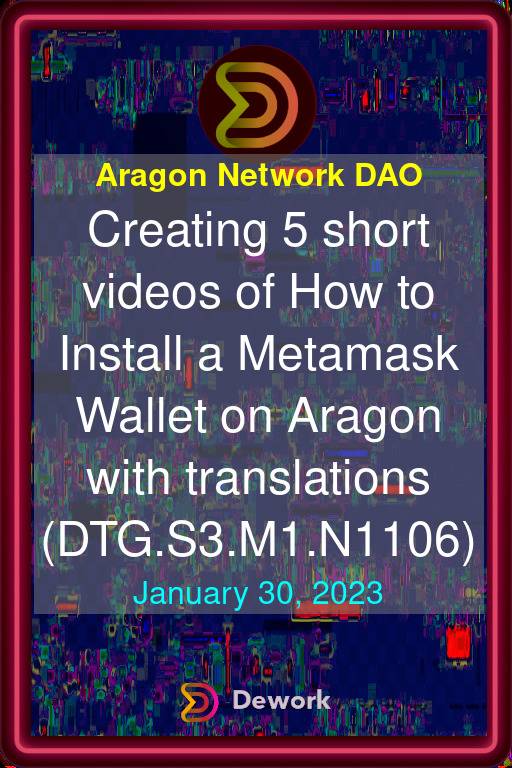 Aragon Network DAO
Creating 5 short
videos of How to
Install a Metamask
Wallet on Aragon
with translations
(DTG.S3.M1.N1106)
January 30, 2023
Dework